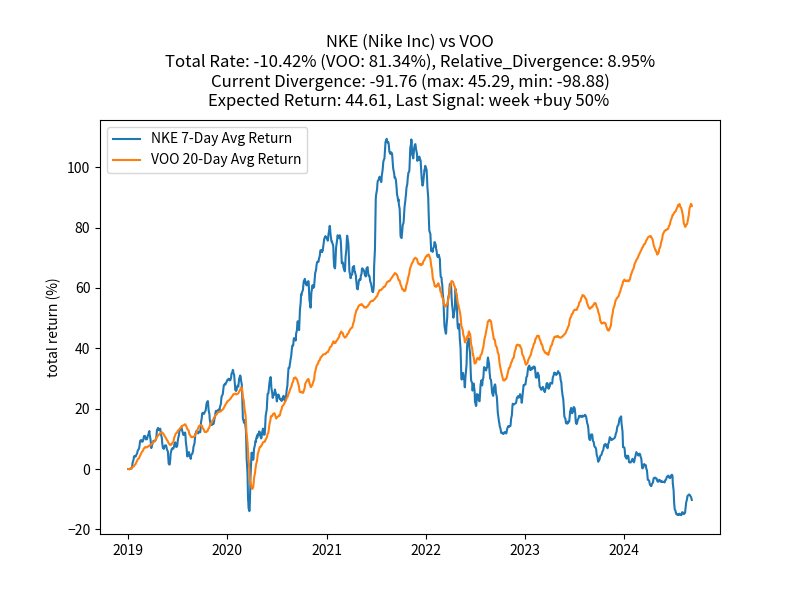 NKE (Nike Inc) vs VOO
Total Rate: -10.42% (VOO: 81.34%), Relative_Divergence: 8.95%
Current Divergence: -91.76 (max: 45.29, min: -98.88)
Expected Return: 44.61, Last Signal: week +buy 50%
NKE 7-Day Avg Return
VOO 20-Day Avg Return
total return (%)
100
80
60
40
20
0
−20
2019 2020 2021 2022 2023 2024